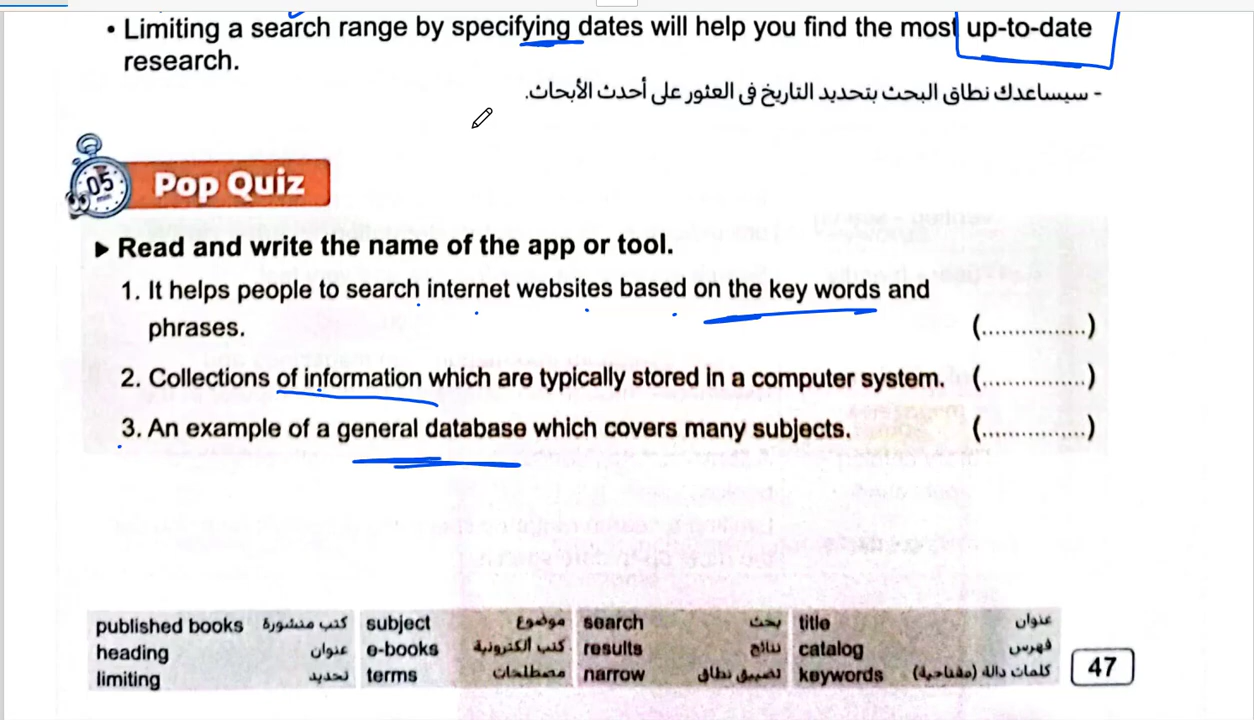 • Limiting a search range by specifying dates will help you find the most up-to-date
research.
- سيساعدك نطاق البحث بتحديد التاريخ في العثور على أحدث الأبحاث.
05
Pop Quiz
▶ Read and write the name of the app or tool.
1. It helps people to search internet websites based on the key words and
phrases. (................)
2. Collections of information which are typically stored in a computer system. (................)
3. An example of a general database which covers many subjects. (................)
published books كتب منشورة subject موضوع search بحث title عنوان
heading عنوان e-books كتب ألكترونية results نتائج catalog فهرس
limiting تحديد terms مصطلحات narrow تضييق نطاق keywords كلمات دالة (مفتاحية)
47